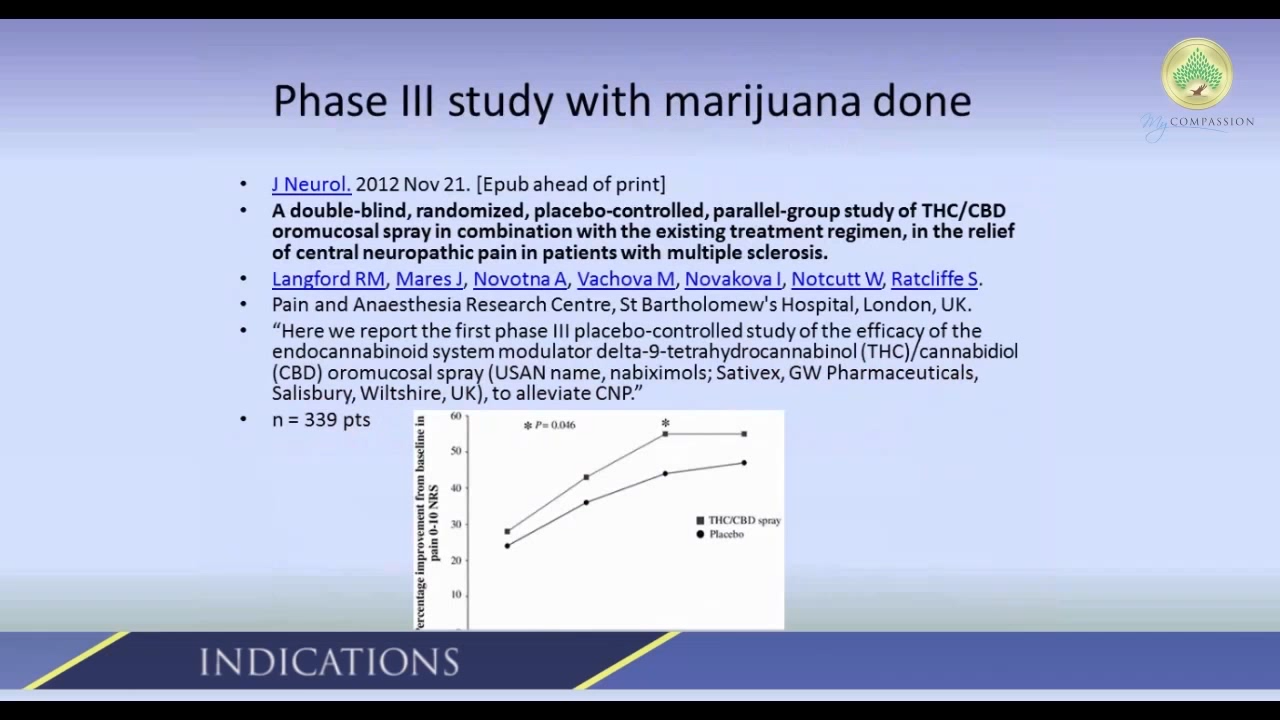 Phase III study with marijuana done
My COMPASSION
• J Neurol. 2012 Nov 21. [Epub ahead of print]
• A double-blind, randomized, placebo-controlled, parallel-group study of THC/CBD
oromucosal spray in combination with the existing treatment regimen, in the relief
of central neuropathic pain in patients with multiple sclerosis.
• Langford RM, Mares J, Novotna A, Vachova M, Novakova I, Notcutt W, Ratcliffe S.
• Pain and Anaesthesia Research Centre, St Bartholomew's Hospital, London, UK.
• “Here we report the first phase III placebo-controlled study of the efficacy of the
endocannabinoid system modulator delta-9-tetrahydrocannabinol (THC)/cannabidiol
(CBD) oromucosal spray (USAN name, nabiximols; Sativex, GW Pharmaceuticals,
Salisbury, Wiltshire, UK), to alleviate CNP.”
• n = 339 pts
Percentage improvement from baseline in
pain 0-10 NRS
60
50
40
30
20
10
* P = 0.046
*
THC/CBD spray
Placebo
INDICATIONS